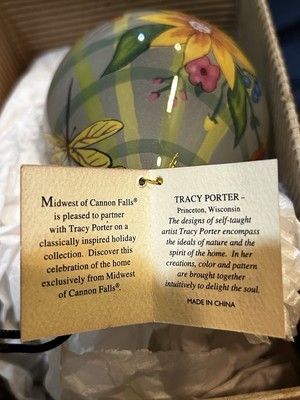 Midwest of Cannon Falls®
is pleased to partner
with Tracy Porter on a
classically inspired holiday
collection. Discover this
celebration of the home
exclusively from Midwest
of Cannon Falls®.
TRACY PORTER –
Princeton, Wisconsin
The designs of self-taught
artist Tracy Porter encompass
the ideals of nature and the
spirit of the home. In her
creations, color and pattern
are brought together
intuitively to delight the soul.
MADE IN CHINA